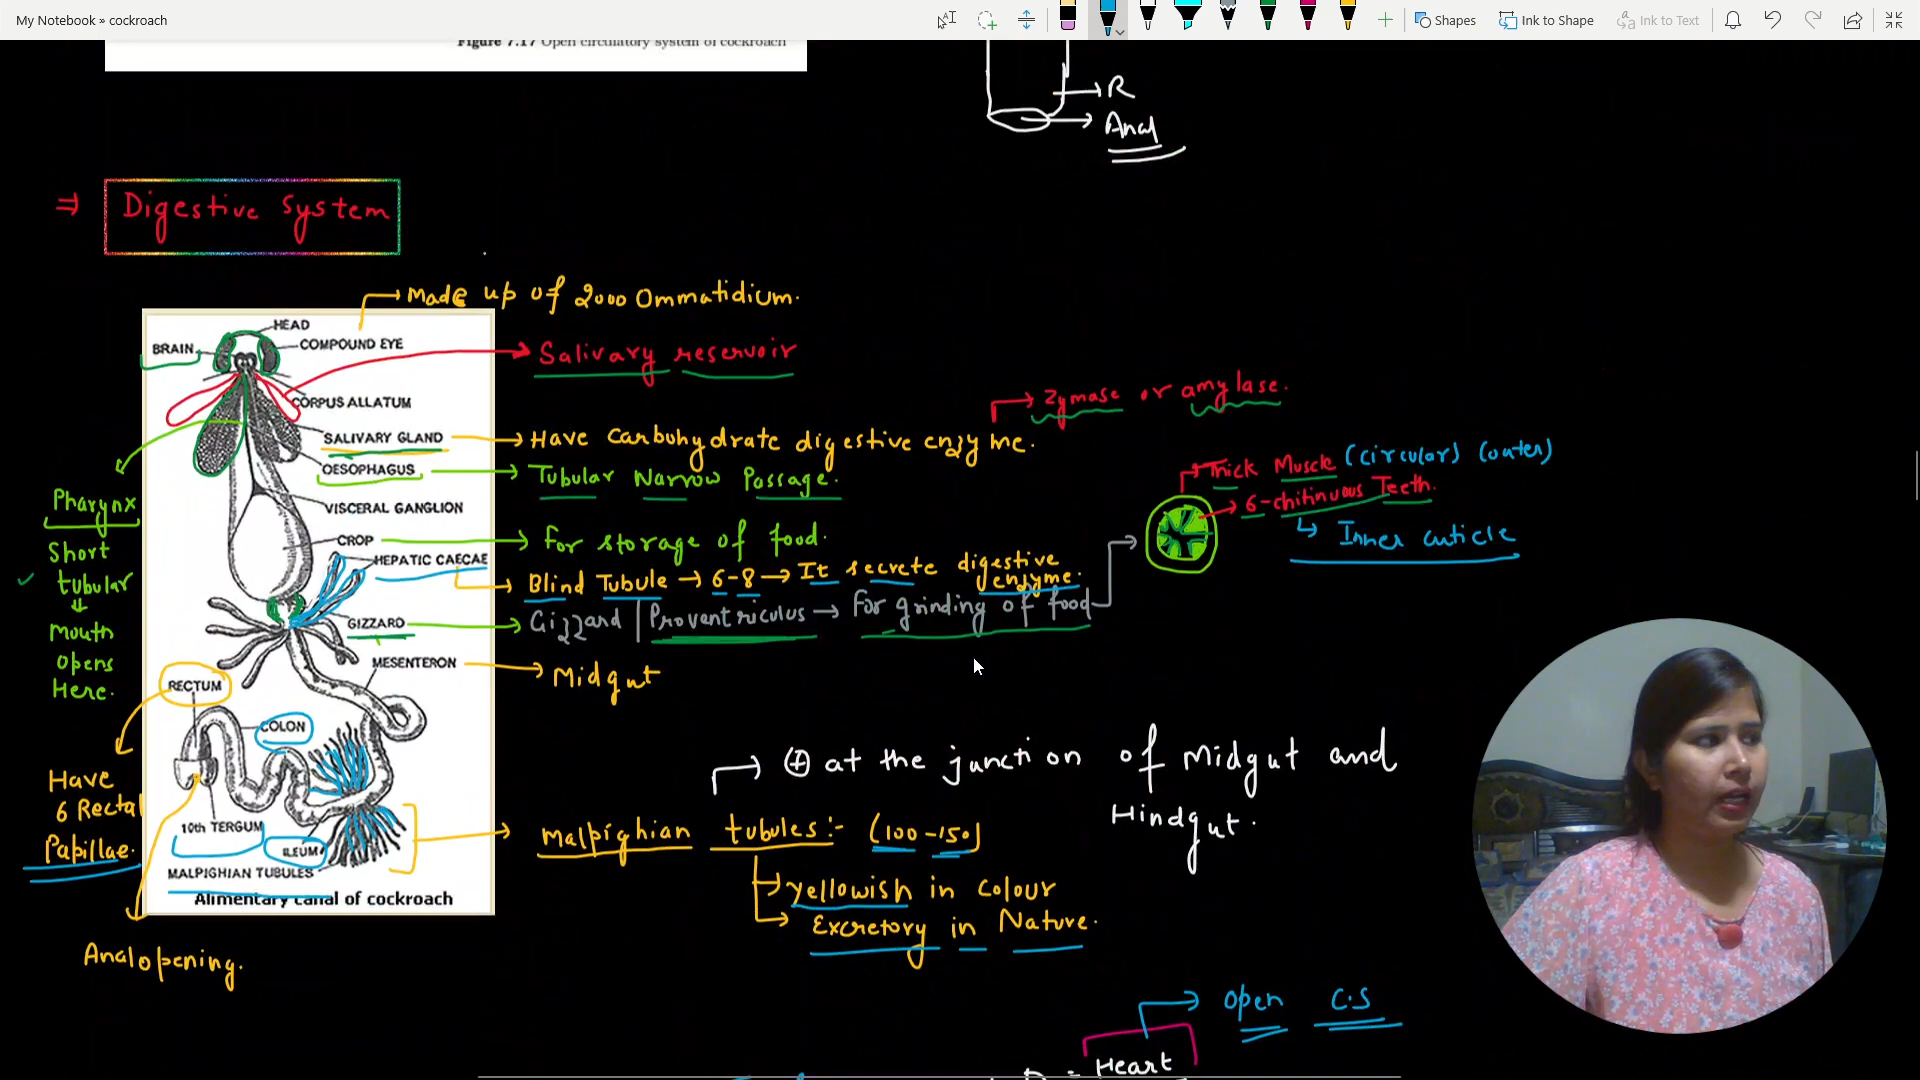 My Notebook » cockroach
Shapes
Ink to Shape
Ink to Text
Figure 7.17 Open circulatory system of cockroach
R
Anal
⇒ Digestive System
Made up of 2000 Ommatidium.
HEAD
COMPOUND EYE
BRAIN
Salivary reservoir
CORPUS ALLATUM
Zymase or amylase.
SALIVARY GLAND
Have Carbohydrate digestive enzyme.
OESOPHAGUS
Tubular Narrow Passage.
Thick Muscle (circular) (outer)
6-chitinuous Teeth.
Inner cuticle
Pharynx
Short
tubular
mouth
opens
Here.
VISCERAL GANGLION
CROP
For storage of food.
HEPATIC CAECAE
Blind Tubule → 6-8 → It secrete digestive
enzyme.
GIZZARD
Gizzard | Proventriculus → For grinding of food
MESENTERON
Midgut
RECTUM
COLON
Have
6 Rectal
Papillae.
10th TERGUM
ILEUM
MALPIGHIAN TUBULES
Alimentary canal of cockroach
Anal opening.
⊕ at the junction of Midgut and
Hindgut.
Malpighian tubules:- (100-150)
yellowish in colour
Excretory in Nature.
open C.S
Heart